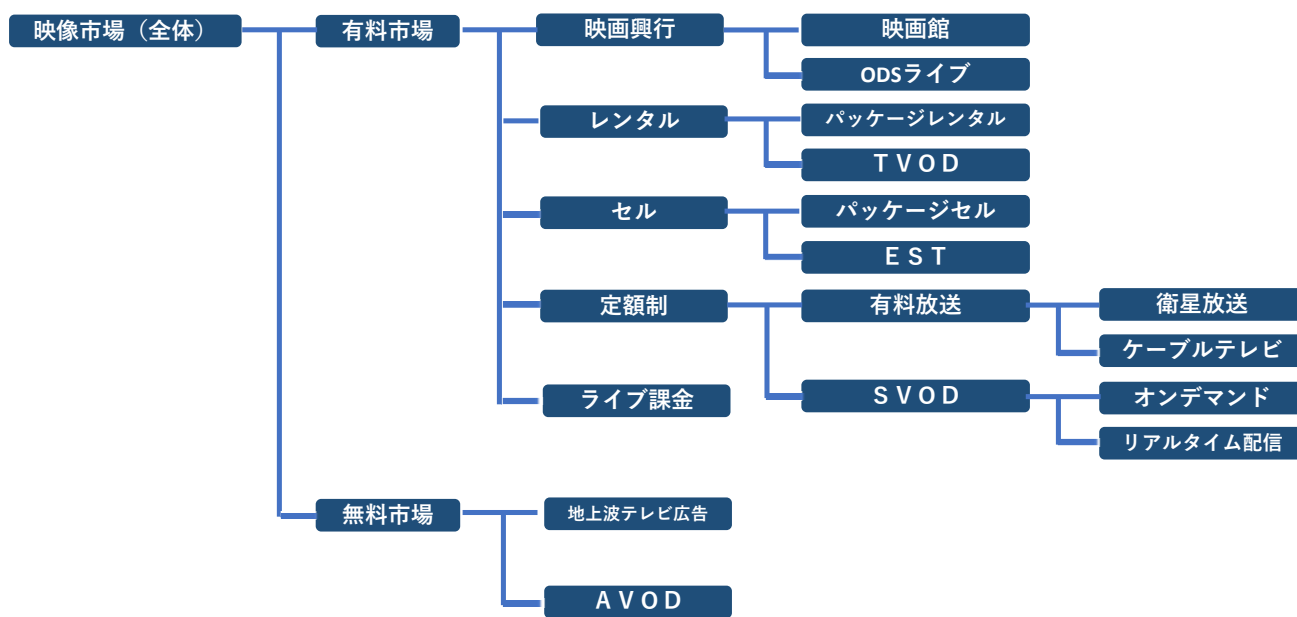 映像市場（全体）
有料市場
映画興行
映画館
ODSライブ
レンタル
パッケージレンタル
ＴＶＯＤ
セル
パッケージセル
ＥＳＴ
定額制
有料放送
衛星放送
ケーブルテレビ
ＳＶＯＤ
オンデマンド
リアルタイム配信
ライブ課金
無料市場
地上波テレビ広告
ＡＶＯＤ